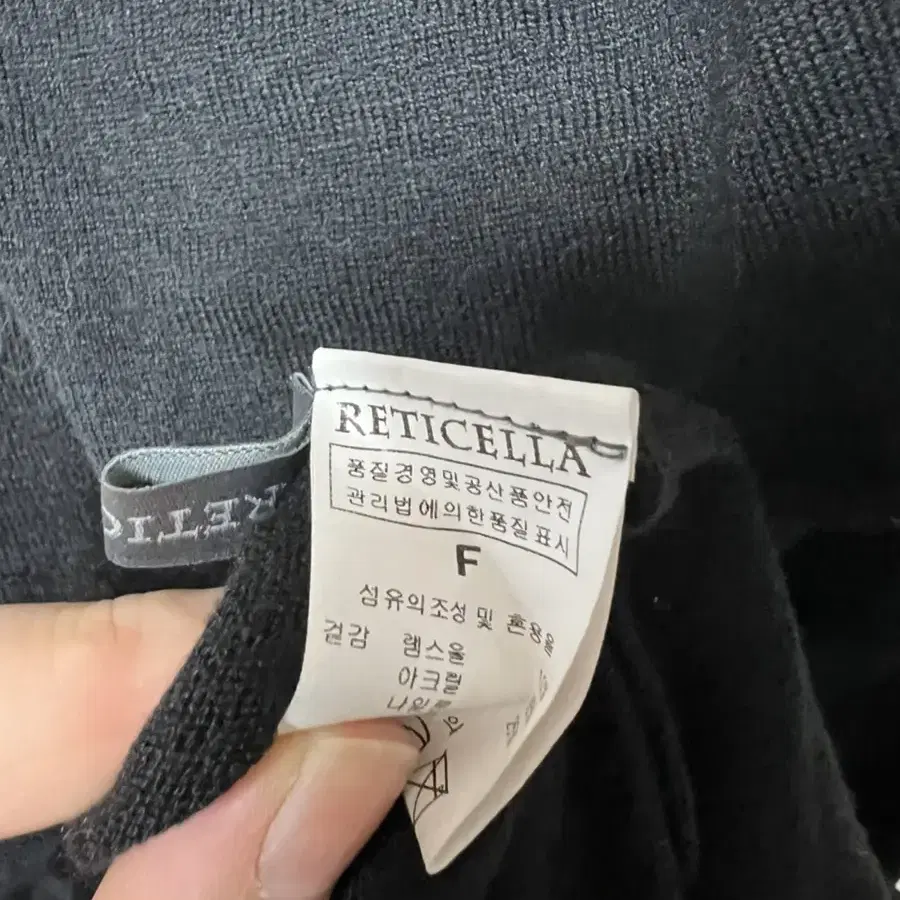 RETICELLA
품질경영및공산품안전
관리법에의한품질표시
F
섬유의조성 및 혼용율
겉감 램스울
아크릴
RETIC